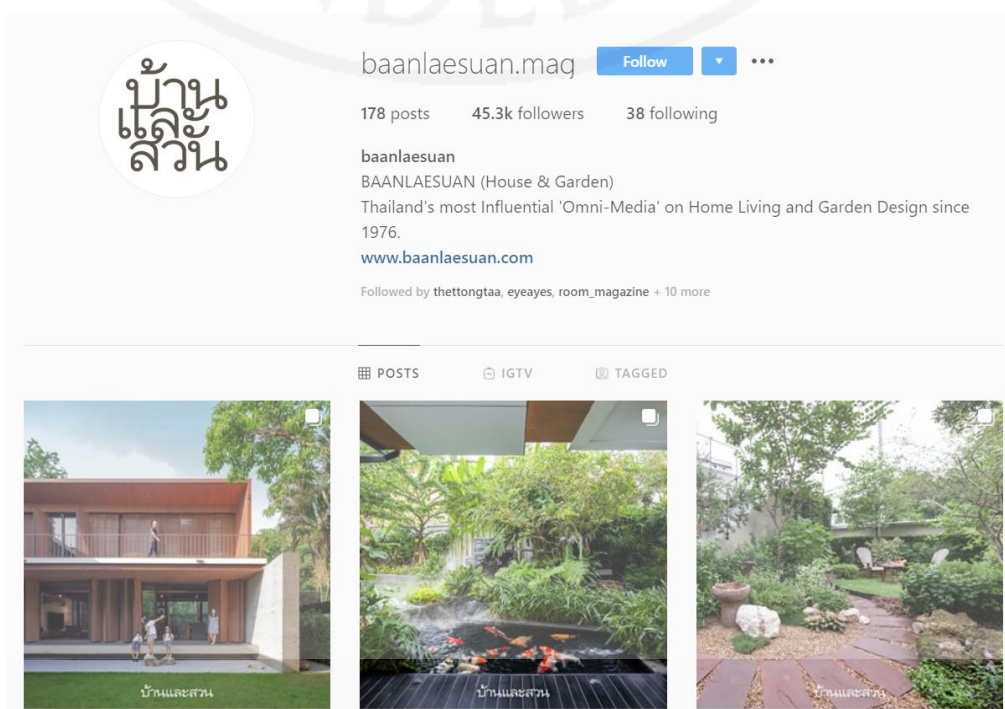 บ้าน
และ
สวน
baanlaesuan.mag Follow
178 posts 45.3k followers 38 following
baanlaesuan
BAANLAESUAN (House & Garden)
Thailand's most Influential 'Omni-Media' on Home Living and Garden Design since
1976.
www.baanlaesuan.com
Followed by thettongtaa, eyeayes, room_magazine + 10 more
POSTS IGTV TAGGED
บ้านและสวน บ้านและสวน บ้านและสวน